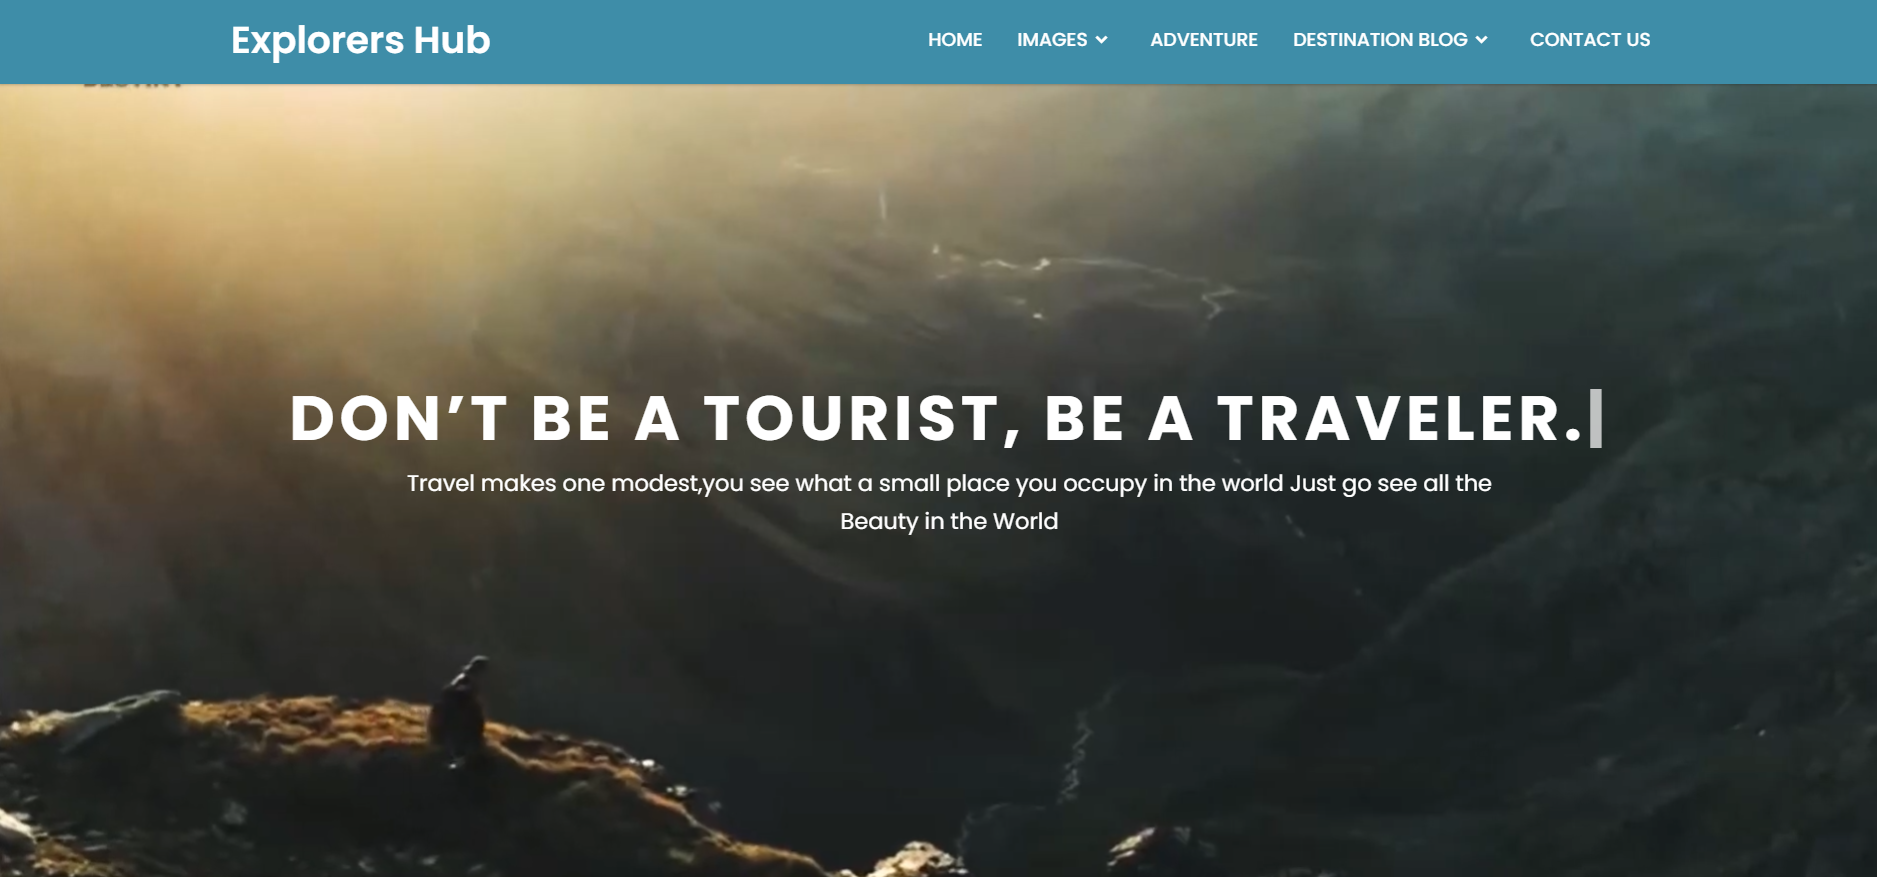 Explorers Hub
HOME IMAGES ADVENTURE DESTINATION BLOG CONTACT US
DON’T BE A TOURIST, BE A TRAVELER.
Travel makes one modest,you see what a small place you occupy in the world Just go see all the
Beauty in the World